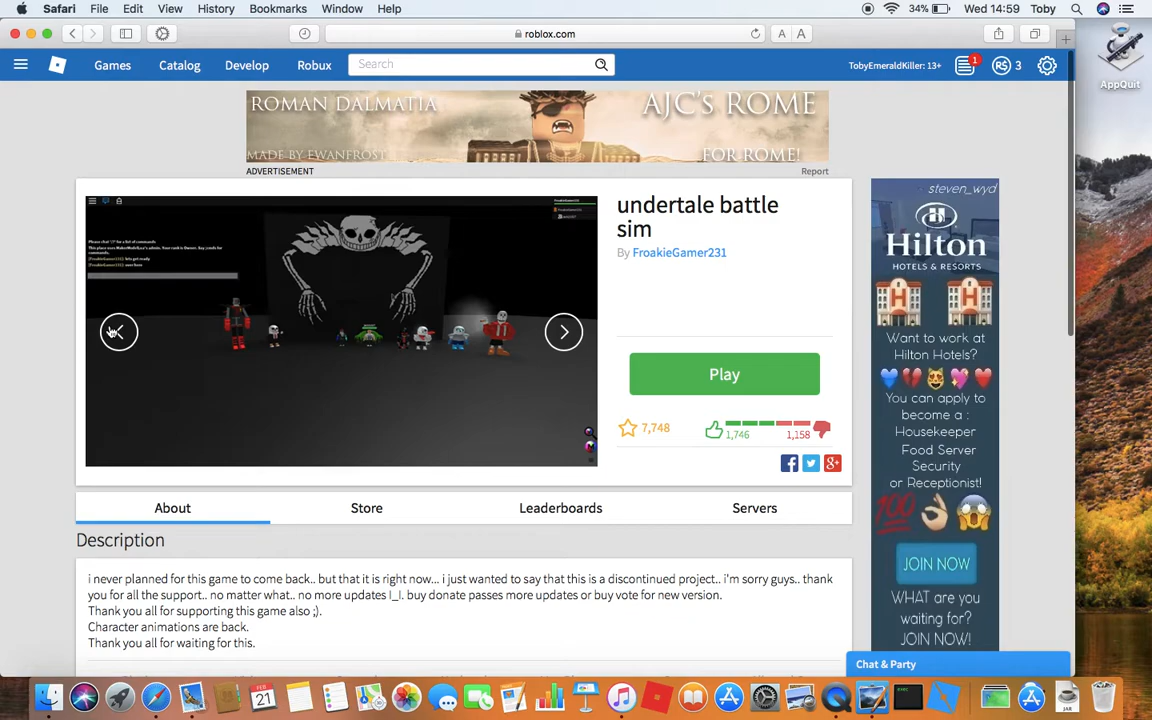 Safari File Edit View History Bookmarks Window Help 34% Wed 14:59 Toby
roblox.com A A
AppQuit
Games Catalog Develop Robux Search TobyEmeraldKiller: 13+ 1 R$ 3
ROMAN DALMATIA AJC's ROME
MADE BY EWANFROST FOR ROME!
ADVERTISEMENT Report
undertale battle
sim
By FroakieGamer231
Play
7,748 1,746 1,158
steven_wyd
Hilton
HOTELS & RESORTS
Want to work at
Hilton Hotels?
You can apply to
become a :
Housekeeper
Food Server
Security
or Receptionist!
100
JOIN NOW
WHAT are you
waiting for?
JOIN NOW!
About Store Leaderboards Servers
Description
i never planned for this game to come back.. but that it is right now... i just wanted to say that this is a discontinued project.. i'm sorry guys.. thank
you for all the support.. no matter what.. no more updates I_I. buy donate passes more updates or buy vote for new version.
Thank you all for supporting this game also ;).
Character animations are back.
Thank you all for waiting for this.
Chat & Party
FEB
21
JAR